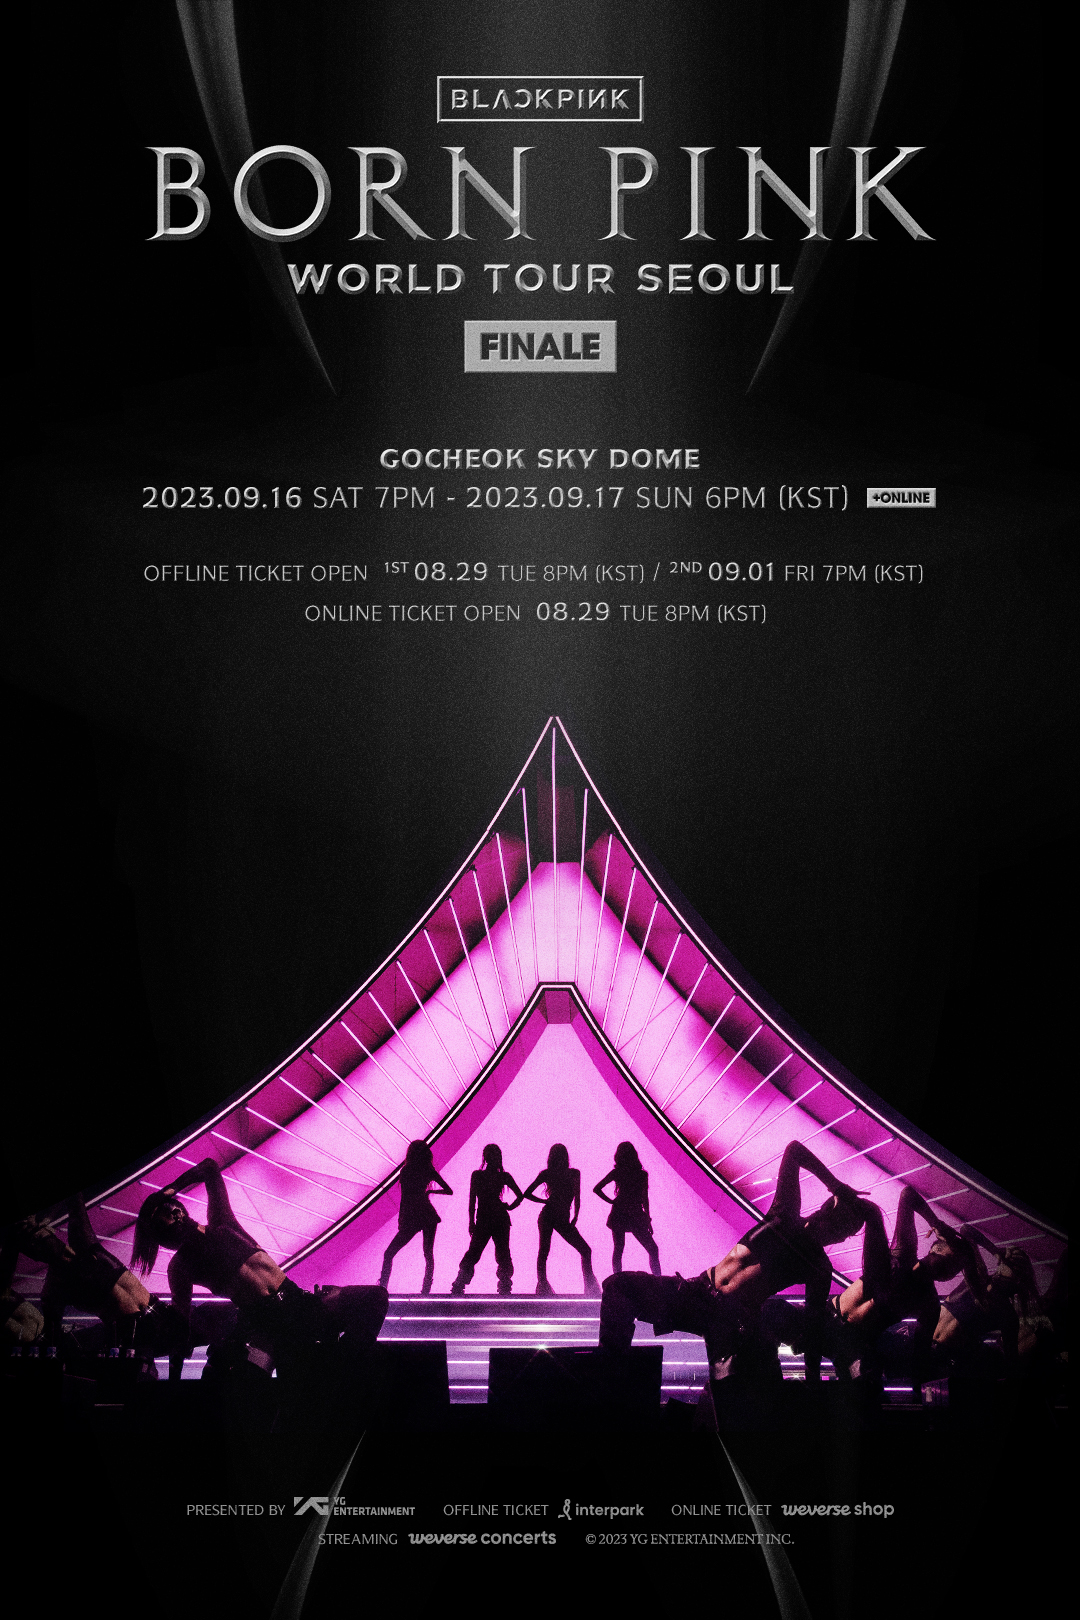 BLACKPINK
BORN PINK
WORLD TOUR SEOUL
FINALE
GOCHEOK SKY DOME
2023.09.16 SAT 7PM - 2023.09.17 SUN 6PM (KST) +ONLINE
OFFLINE TICKET OPEN 1ST 08.29 TUE 8PM (KST) / 2ND 09.01 FRI 7PM (KST)
ONLINE TICKET OPEN 08.29 TUE 8PM (KST)
PRESENTED BY YG YG ENTERTAINMENT OFFLINE TICKET interpark ONLINE TICKET weverse shop
STREAMING weverse concerts © 2023 YG ENTERTAINMENT INC.